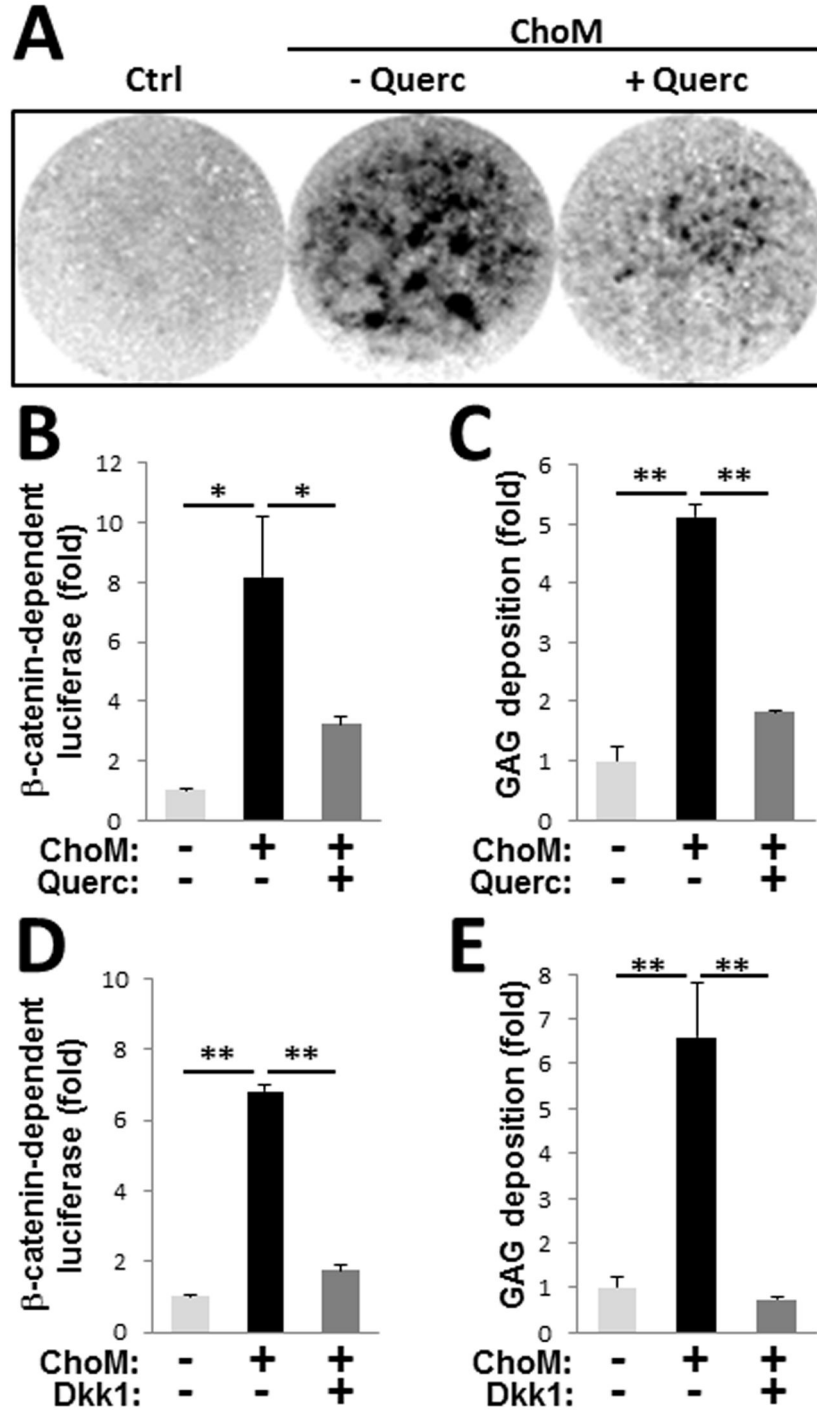 A
ChoM
Ctrl
- Querc
+ Querc
B
β-catenin-dependent
luciferase (fold)
12
10
8
6
4
2
0
*
*
ChoM: - + +
Querc: - - +
C
GAG deposition (fold)
6
5
4
3
2
1
0
**
**
ChoM: - + +
Querc: - - +
D
β-catenin-dependent
luciferase (fold)
10
8
6
4
2
0
**
**
ChoM: - + +
Dkk1: - - +
E
GAG deposition (fold)
8
7
6
5
4
3
2
1
0
**
**
ChoM: - + +
Dkk1: - - +